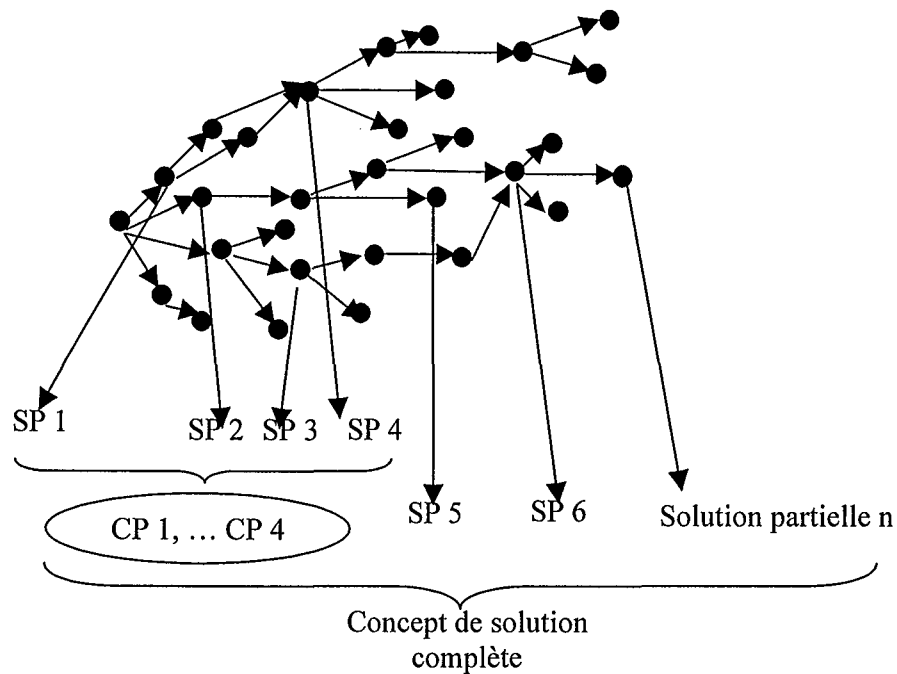 SP 1
SP 2
SP 3
SP 4
CP 1, ... CP 4
SP 5
SP 6
Solution partielle n
Concept de solution
complète